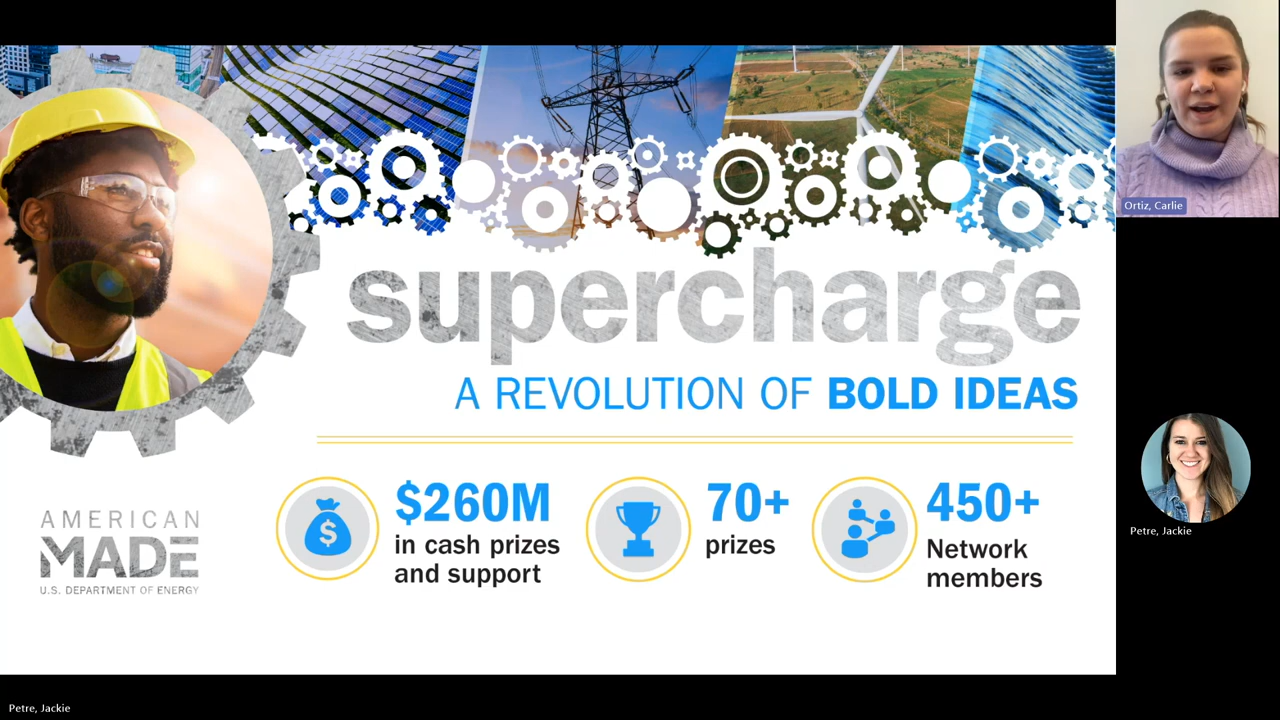 supercharge
A REVOLUTION OF BOLD IDEAS
$260M
in cash prizes
and support
70+
prizes
450+
Network
members
AMERICAN
MADE
U.S. DEPARTMENT OF ENERGY
Ortiz, Carlie
Petre, Jackie
Petre, Jackie